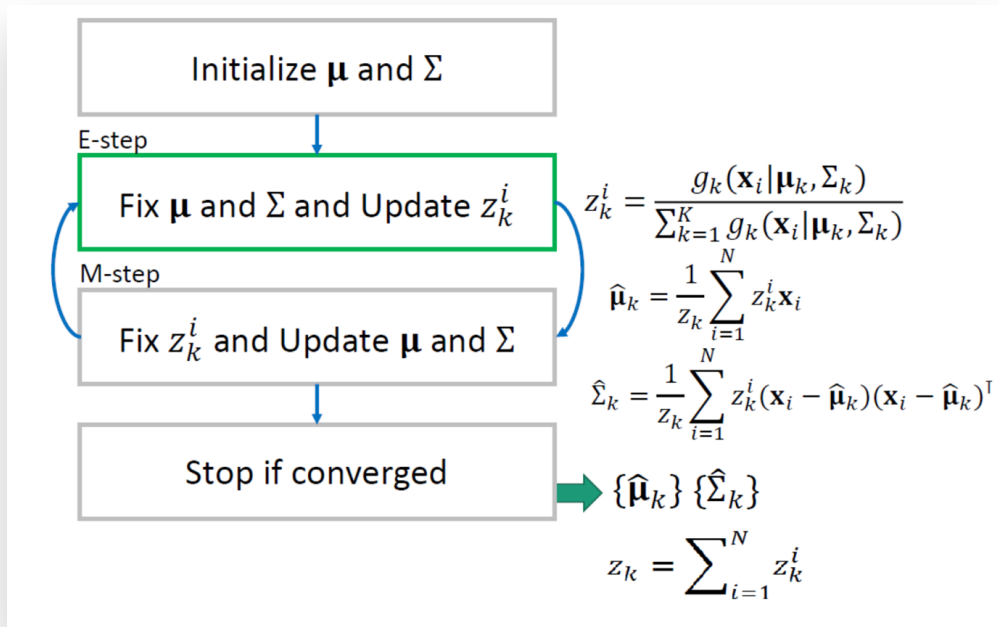 Initialize μ and Σ
E-step
Fix μ and Σ and Update z_k^i
z_k^i = g_k(x_i|μ_k, Σ_k) / Σ_{k=1}^K g_k(x_i|μ_k, Σ_k)
M-step
Fix z_k^i and Update μ and Σ
μ̂_k = 1/z_k ∑_{i=1}^N z_k^i x_i
Σ̂_k = 1/z_k ∑_{i=1}^N z_k^i (x_i − μ̂_k)(x_i − μ̂_k)^⊤
Stop if converged
{μ̂_k} {Σ̂_k}
z_k = ∑_{i=1}^N z_k^i